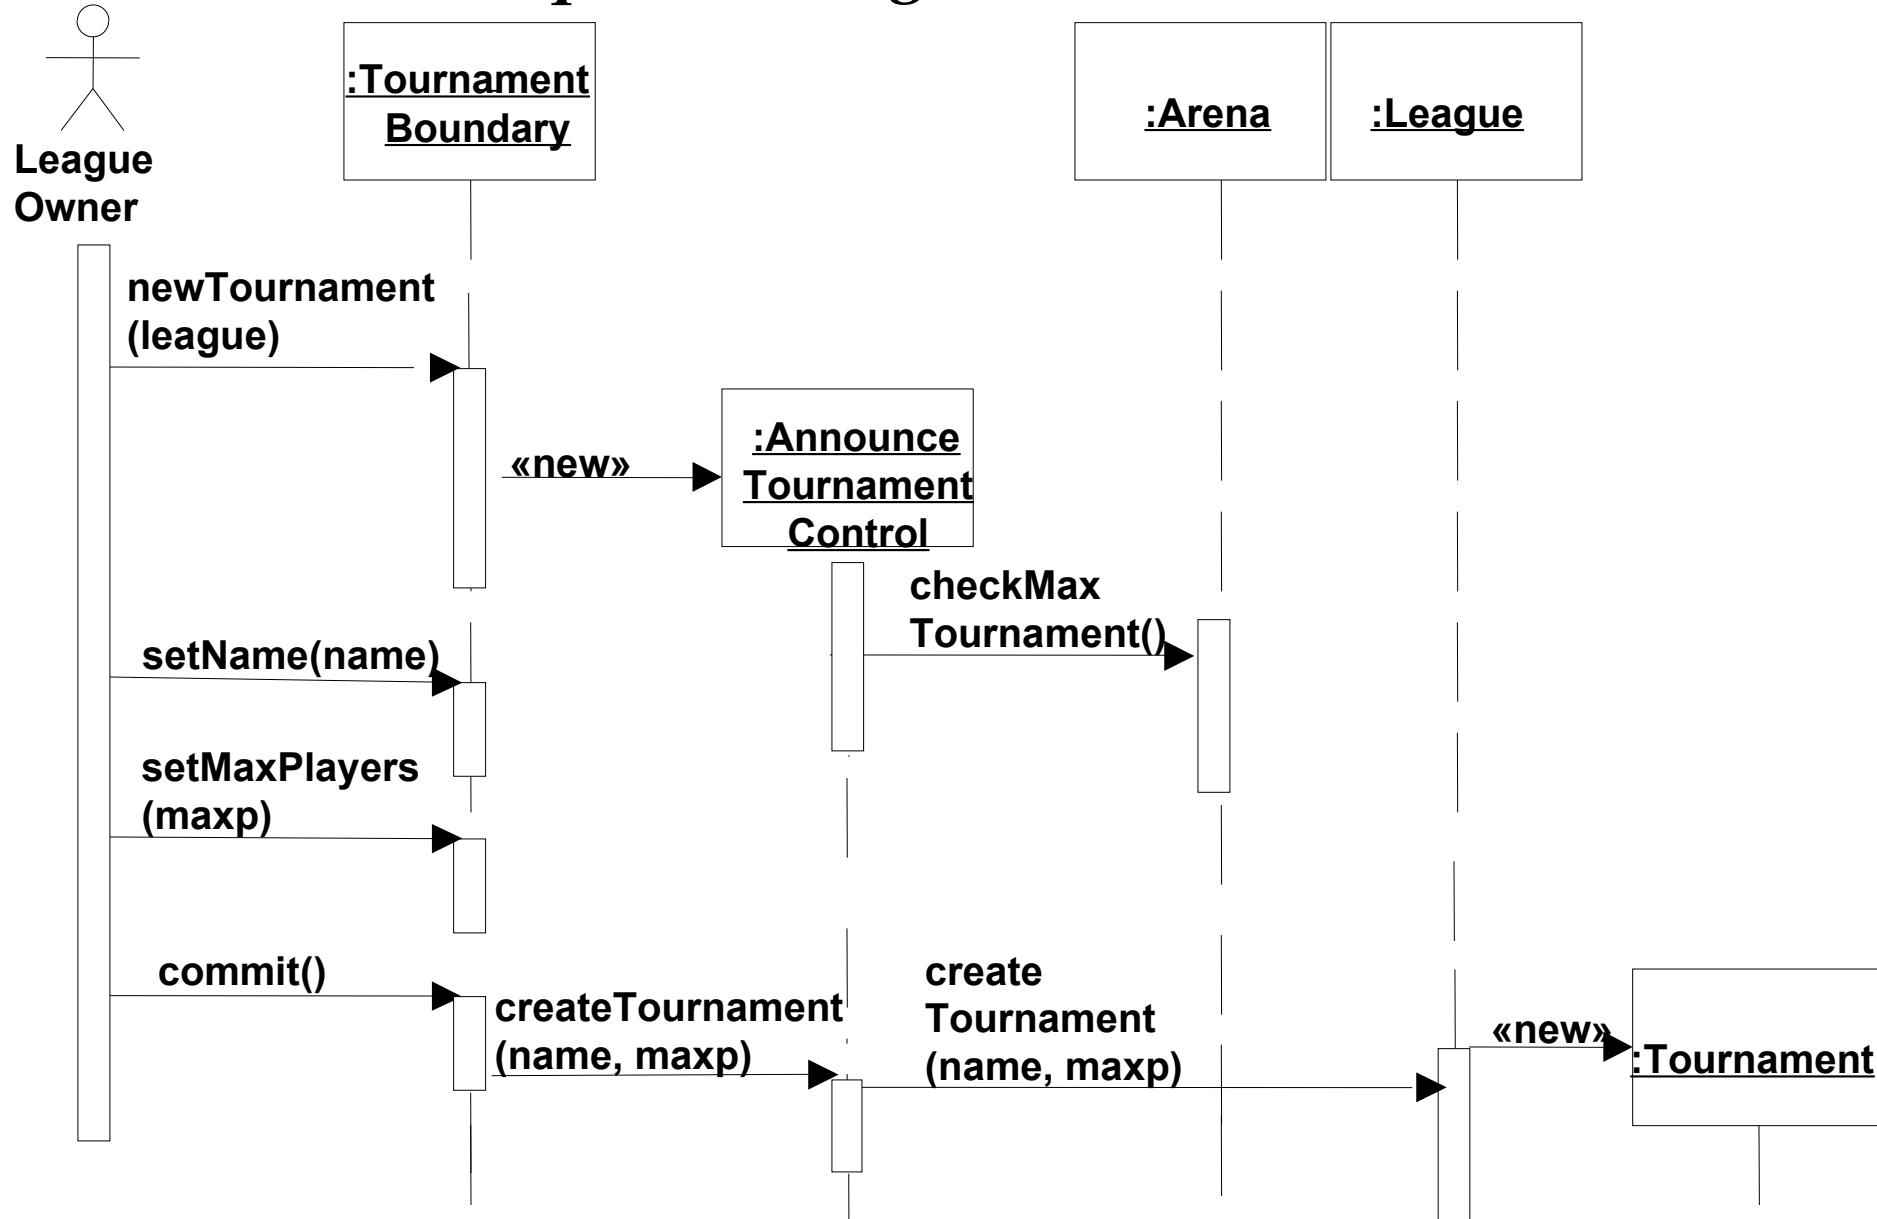 :Tournament
Boundary
:Arena
:League
League
Owner
newTournament
(league)
:Announce
Tournament
Control
«new»
checkMax
Tournament()
setName(name)
setMaxPlayers
(maxp)
commit()
createTournament
(name, maxp)
create
Tournament
(name, maxp)
«new»
:Tournament